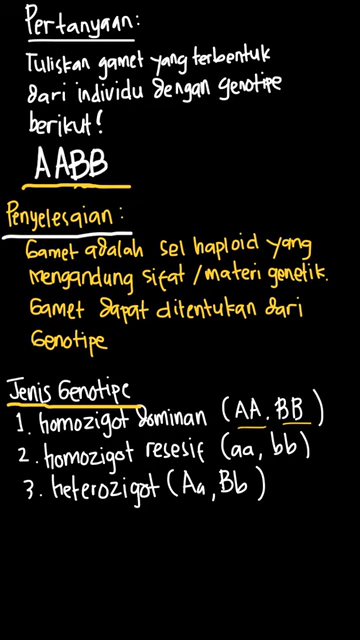 Pertanyaan:
Tuliskan gamet yang terbentuk
dari individu dengan genotipe
berikut!
AABB
Penyelesaian:
Gamet adalah sel haploid yang
mengandung sifat/materi genetik.
Gamet dapat ditentukan dari
Genotipe
Jenis Genotipe
1. homozigot dominan (AA, BB)
2. homozigot resesif (aa, bb)
3. heterozigot (Aa, Bb)